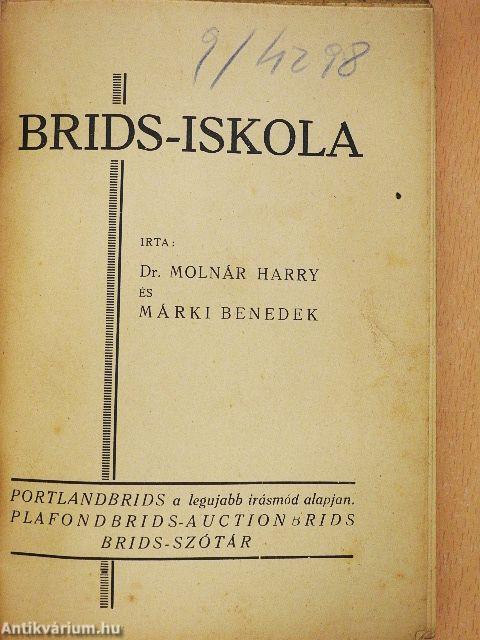 9/4298
BRIDS-ISKOLA
IRTA:
Dr. MOLNÁR HARRY
ÉS
MÁRKI BENEDEK
PORTLANDBRIDS a legujabb irásmód alapjan.
PLAFONDBRIDS-AUCTIONBRIDS
BRIDS-SZÓTÁR
Antikvárium.hu